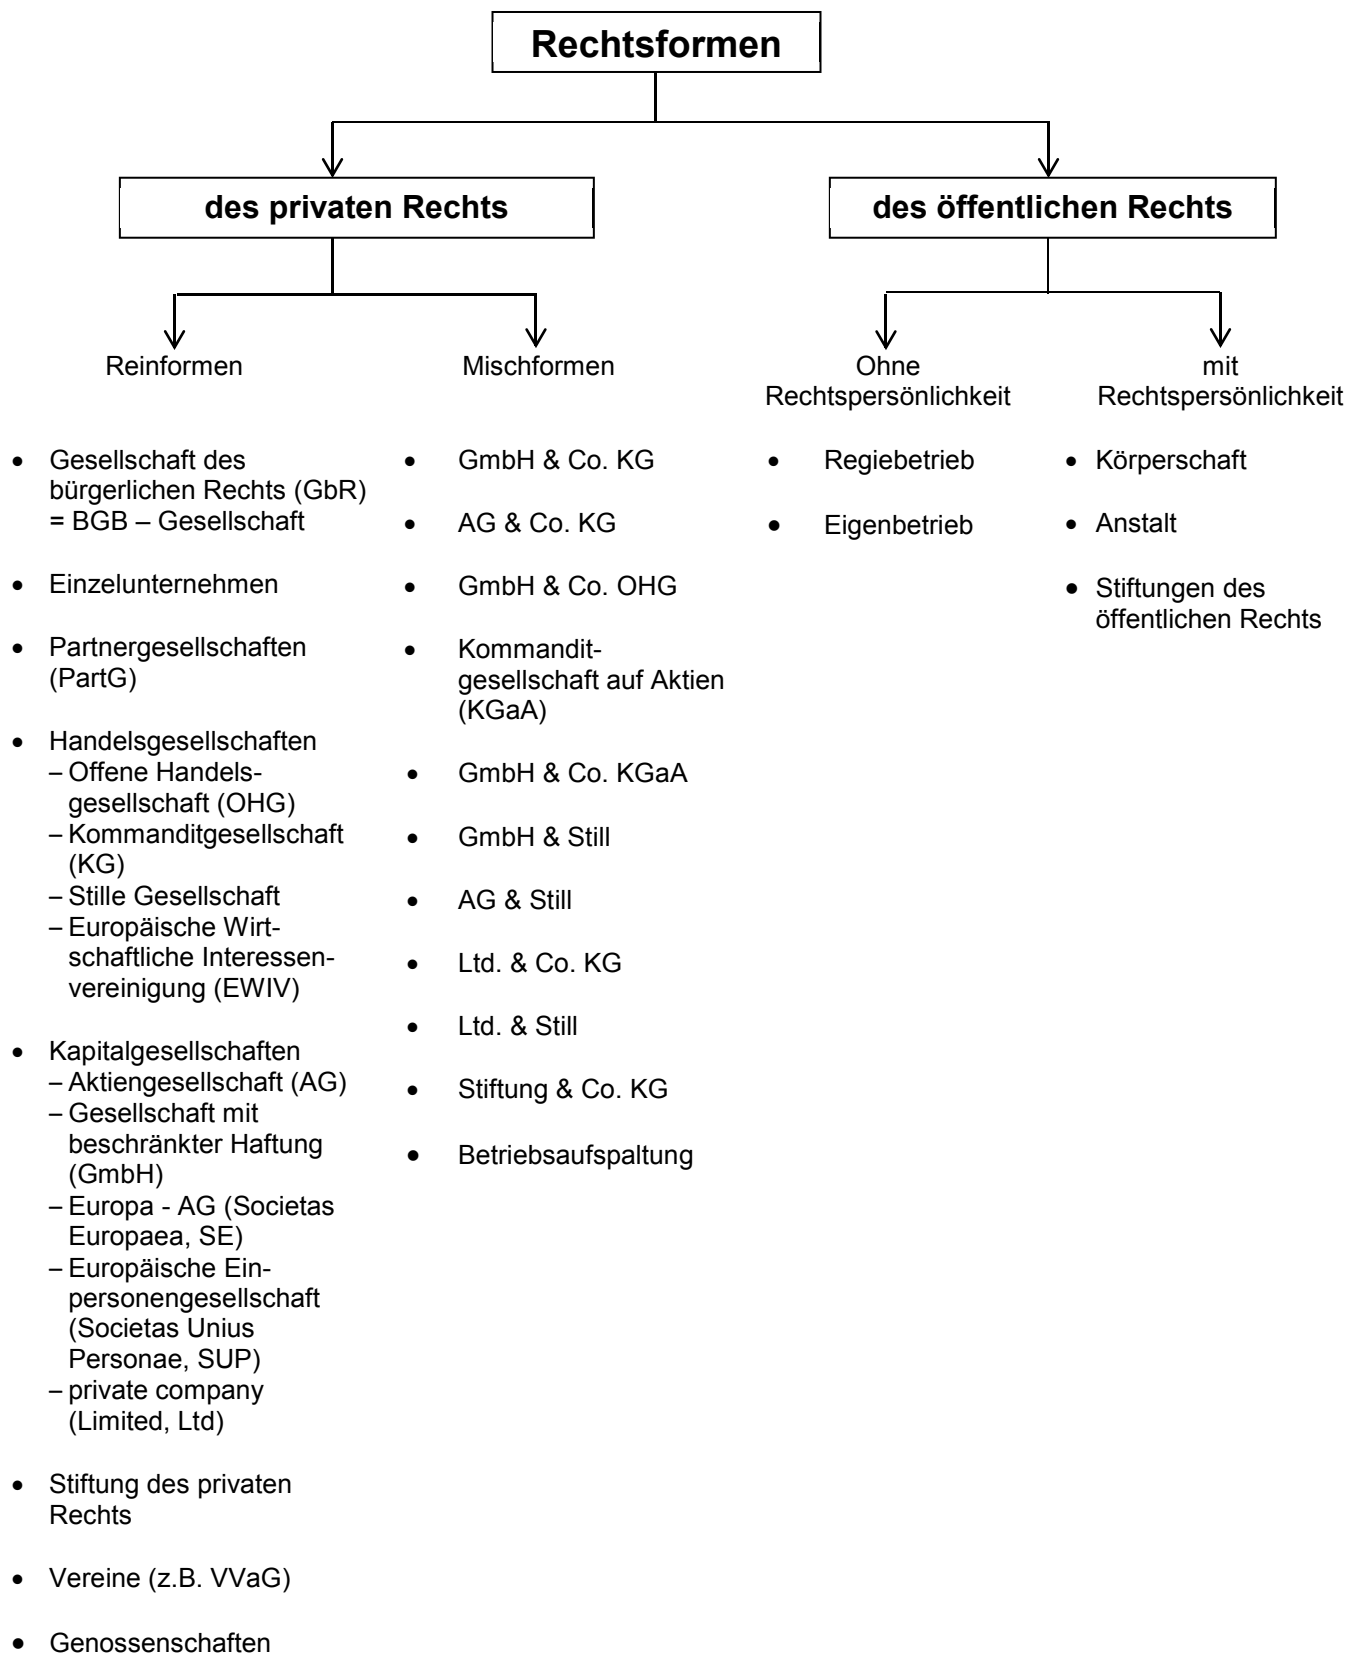 Rechtsformen
des privaten Rechts
des öffentlichen Rechts
Reinformen
Mischformen
Ohne
Rechtspersönlichkeit
mit
Rechtspersönlichkeit
• Gesellschaft des
bürgerlichen Rechts (GbR)
= BGB – Gesellschaft
• Einzelunternehmen
• Partnergesellschaften
(PartG)
• Handelsgesellschaften
– Offene Handels-
gesellschaft (OHG)
– Kommanditgesellschaft
(KG)
– Stille Gesellschaft
– Europäische Wirt-
schaftliche Interessen-
vereinigung (EWIV)
• Kapitalgesellschaften
– Aktiengesellschaft (AG)
– Gesellschaft mit
beschränkter Haftung
(GmbH)
– Europa - AG (Societas
Europaea, SE)
– Europäische Ein-
personengesellschaft
(Societas Unius
Personae, SUP)
– private company
(Limited, Ltd)
• Stiftung des privaten
Rechts
• Vereine (z.B. VVaG)
• Genossenschaften
• GmbH & Co. KG
• AG & Co. KG
• GmbH & Co. OHG
• Kommandit-
gesellschaft auf Aktien
(KGaA)
• GmbH & Co. KGaA
• GmbH & Still
• AG & Still
• Ltd. & Co. KG
• Ltd. & Still
• Stiftung & Co. KG
• Betriebsaufspaltung
• Regiebetrieb
• Eigenbetrieb
• Körperschaft
• Anstalt
• Stiftungen des
öffentlichen Rechts